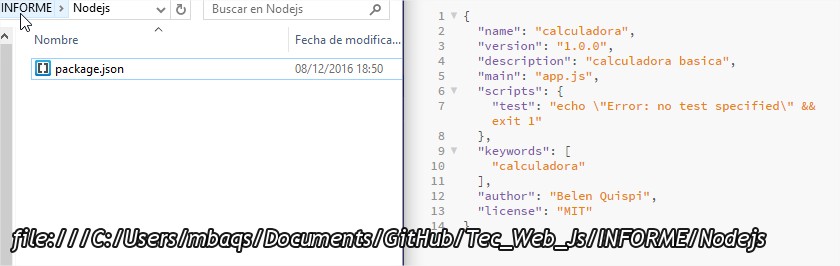 INFORME > Nodejs
Buscar en Nodejs
Nombre
Fecha de modifica...
package.json
08/12/2016 18:50
1 {
2 "name": "calculadora",
3 "version": "1.0.0",
4 "description": "calculadora basica",
5 "main": "app.js",
6 "scripts": {
7 "test": "echo \"Error: no test specified\" &&
exit 1"
8 },
9 "keywords": [
10 "calculadora"
11 ],
12 "author": "Belen Quispi",
13 "license": "MIT"
14
file:///C:/Users/mbaqs/Documents/GitHub/Tec_Web_Js/INFORME/Nodejs